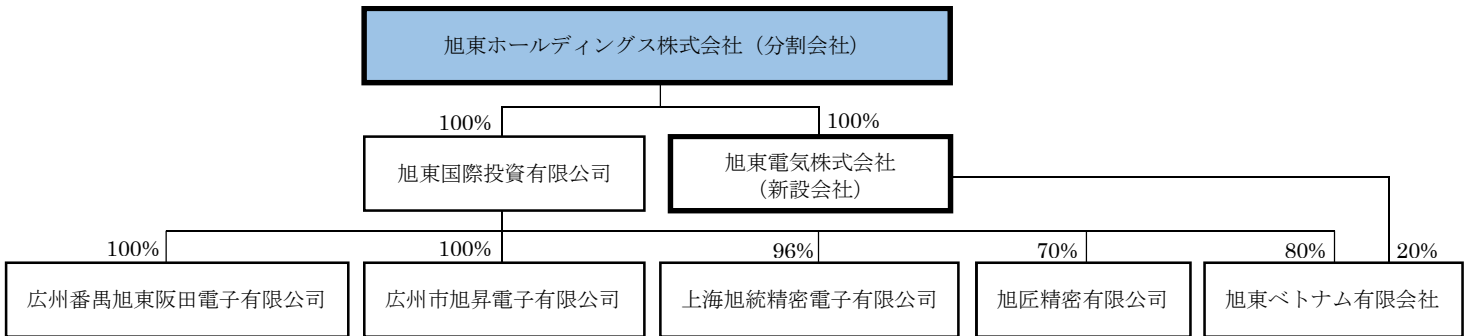 旭東ホールディングス株式会社（分割会社）
100%
100%
旭東国際投資有限公司
旭東電気株式会社
（新設会社）
100%
100%
96%
70%
80%
20%
広州番禺旭東阪田電子有限公司
広州市旭昇電子有限公司
上海旭統精密電子有限公司
旭匠精密有限公司
旭東ベトナム有限会社